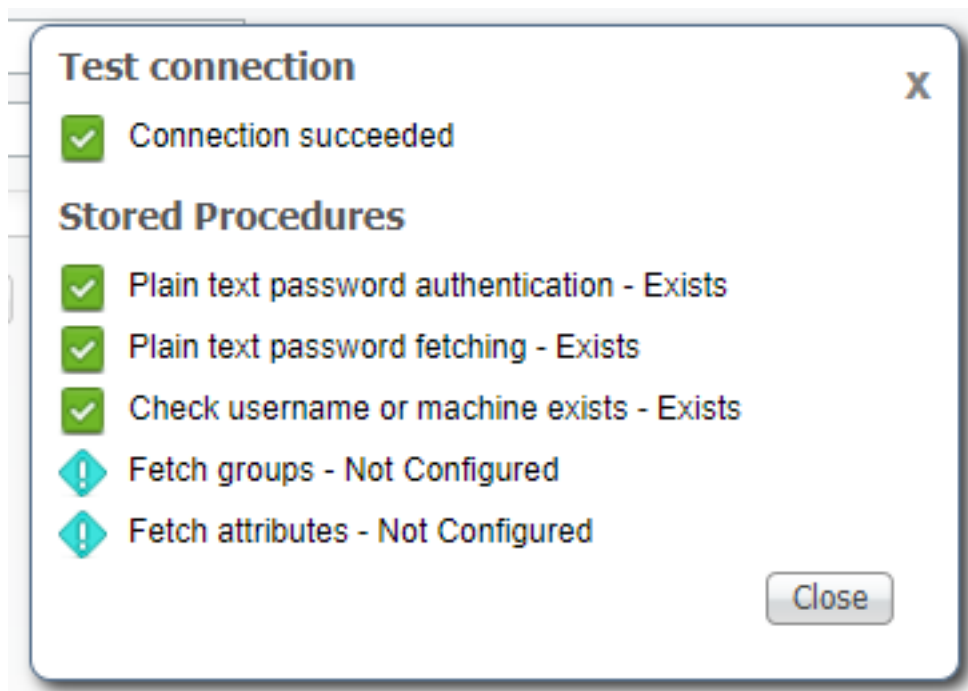 Test connection
X
Connection succeeded
Stored Procedures
Plain text password authentication - Exists
Plain text password fetching - Exists
Check username or machine exists - Exists
Fetch groups - Not Configured
Fetch attributes - Not Configured
Close